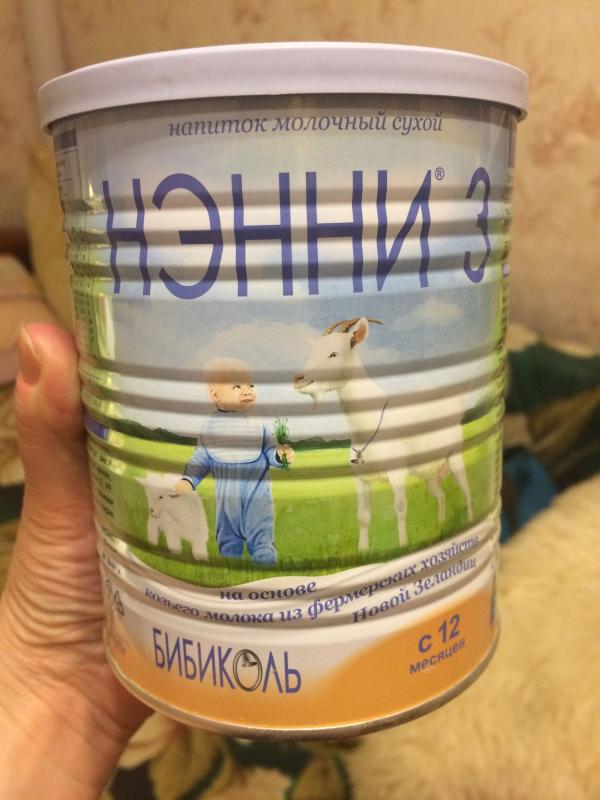 напиток молочный сухой
НЭННИ® 3
на основе
козьего молока из фермерских хозяйств
Новой Зеландии
БИБИКОЛЬ
с 12
месяцев